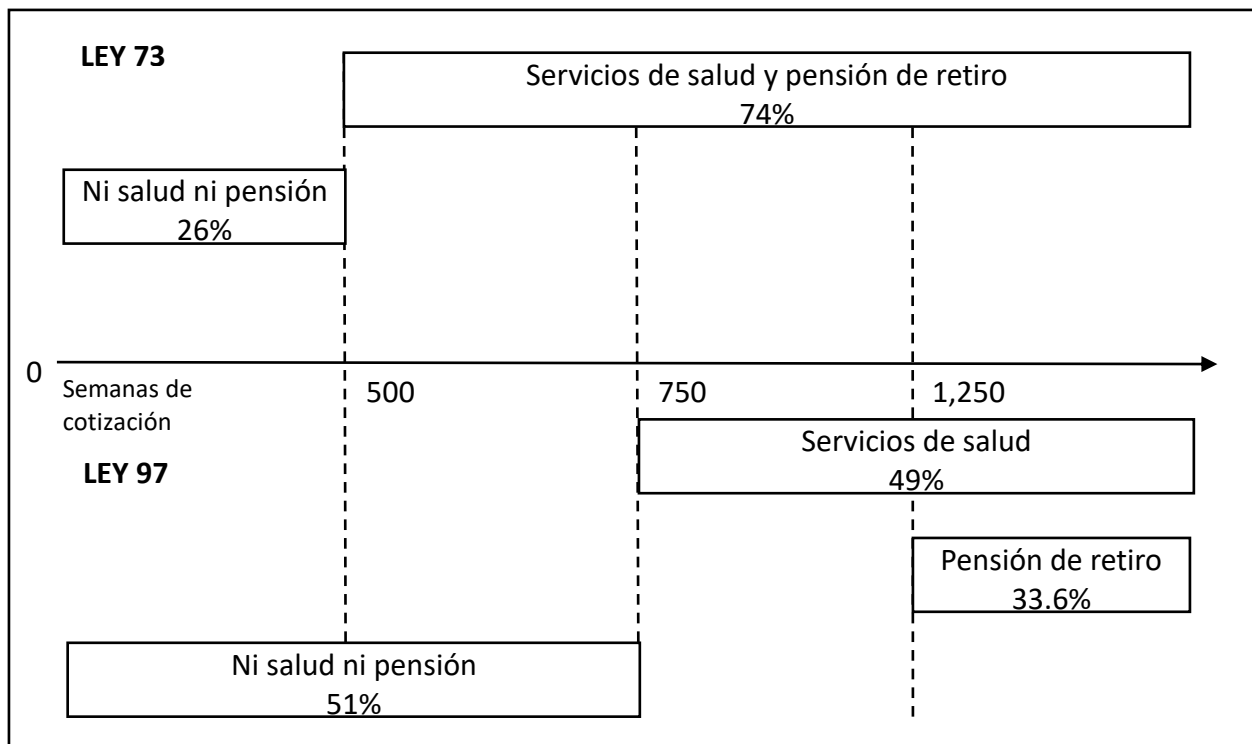 LEY 73
Servicios de salud y pensión de retiro
74%
Ni salud ni pensión
26%
0
Semanas de
cotización
500
750
1,250
LEY 97
Servicios de salud
49%
Pensión de retiro
33.6%
Ni salud ni pensión
51%